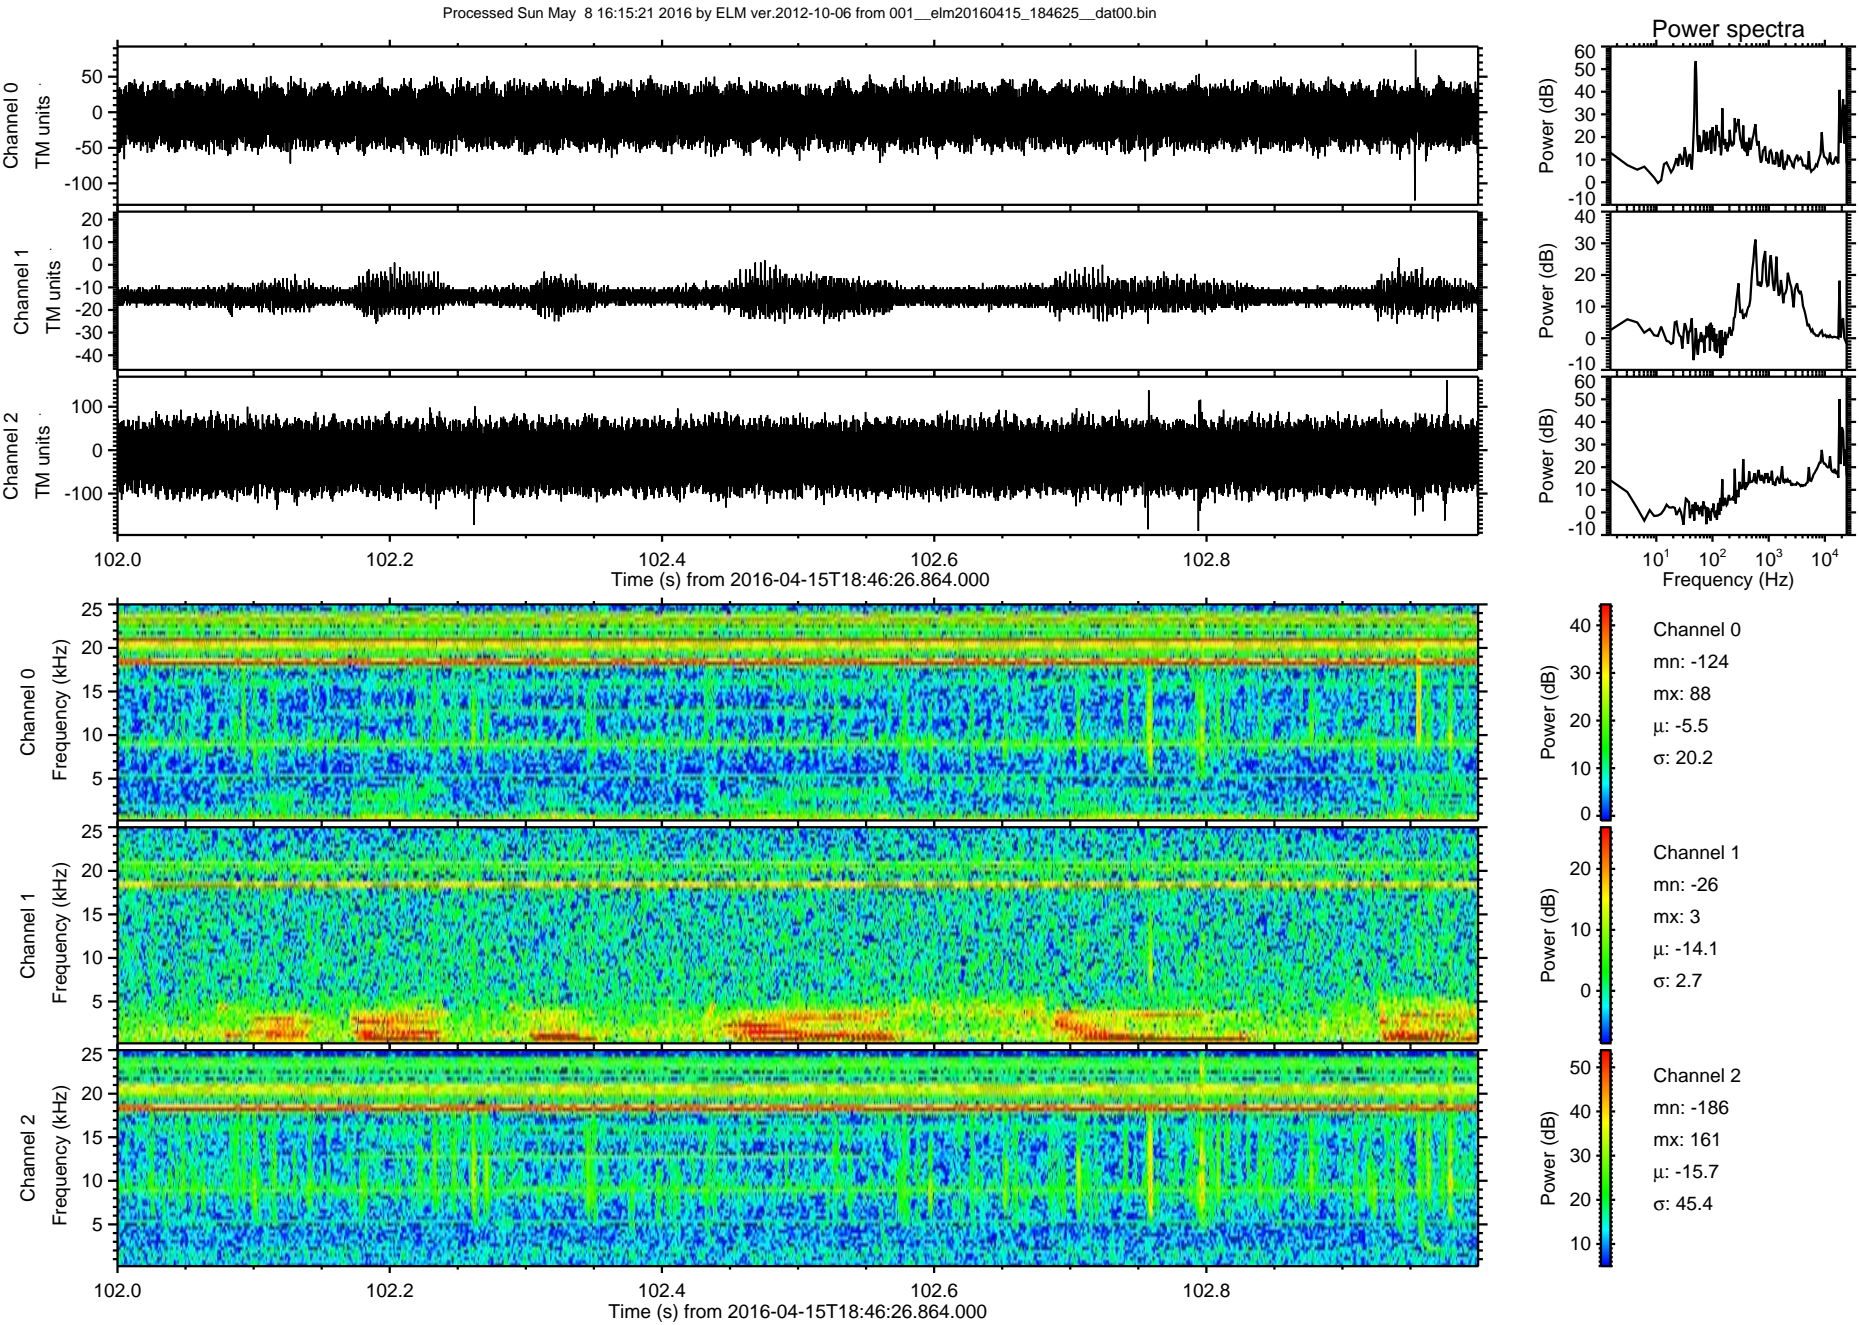 Processed Sun May  8 16:15:21 2016 by ELM ver.2012-10-06 from 001__elm20160415_184625__dat00.bin
Power spectra
Channel 0
TM units
50
0
-50
-100
Power (dB)
60
50
40
30
20
10
0
-10
Channel 1
TM units
20
10
0
-10
-20
-30
-40
Power (dB)
40
30
20
10
0
-10
Channel 2
TM units
100
0
-100
Power (dB)
60
50
40
30
20
10
0
-10
102.0 102.2 102.4 102.6 102.8
Time (s) from 2016-04-15T18:46:26.864.000
10^1 10^2 10^3 10^4
Frequency (Hz)
Channel 0
Frequency (kHz)
25
20
15
10
5
Power (dB)
40
30
20
10
0
Channel 0
mn: -124
mx: 88
μ: -5.5
σ: 20.2
Channel 1
Frequency (kHz)
25
20
15
10
5
Power (dB)
20
10
0
Channel 1
mn: -26
mx: 3
μ: -14.1
σ: 2.7
Channel 2
Frequency (kHz)
25
20
15
10
5
Power (dB)
50
40
30
20
10
Channel 2
mn: -186
mx: 161
μ: -15.7
σ: 45.4
102.0 102.2 102.4 102.6 102.8
Time (s) from 2016-04-15T18:46:26.864.000